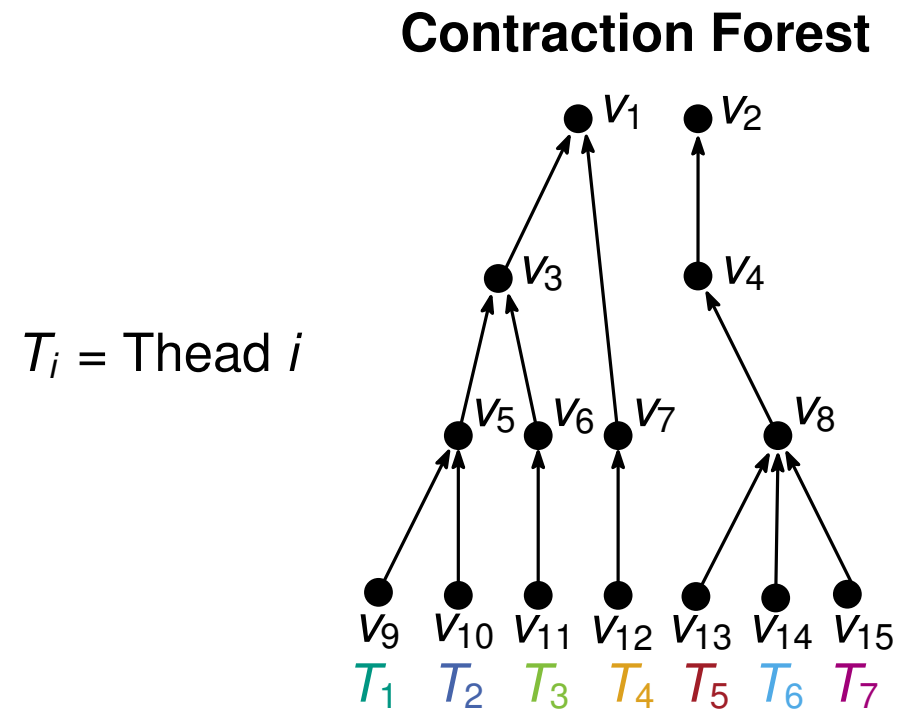 Contraction Forest
v1 v2
v3 v4
Ti = Thead i
v5 v6 v7 v8
v9 v10 v11 v12 v13 v14 v15
T1 T2 T3 T4 T5 T6 T7